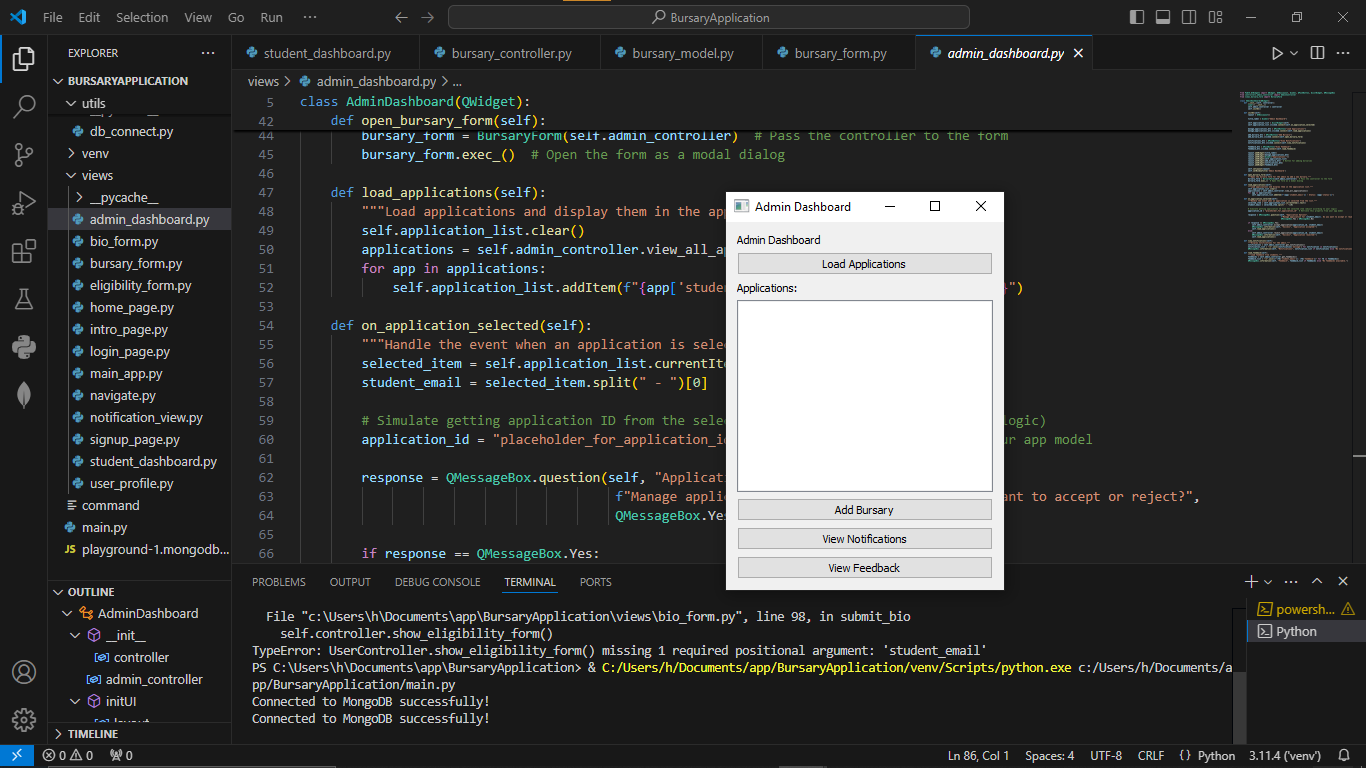 File Edit Selection View Go Run ··· BursaryApplication
EXPLORER ···
BURSARYAPPLICATION
utils
db_connect.py
venv
views
__pycache__
admin_dashboard.py
bio_form.py
bursary_form.py
eligibility_form.py
home_page.py
intro_page.py
login_page.py
main_app.py
navigate.py
notification_view.py
signup_page.py
student_dashboard.py
user_profile.py
command
main.py
JS playground-1.mongodb...
OUTLINE
AdminDashboard
__init__
controller
admin_controller
initUI
layout
TIMELINE
student_dashboard.py bursary_controller.py bursary_model.py bursary_form.py admin_dashboard.py
views > admin_dashboard.py > ...
5 class AdminDashboard(QWidget):
42 def open_bursary_form(self):
44 bursary_form = BursaryForm(self.admin_controller) # Pass the controller to the form
45 bursary_form.exec_() # Open the form as a modal dialog
46
47 def load_applications(self):
48 """Load applications and display them in the app
49 self.application_list.clear()
50 applications = self.admin_controller.view_all_ap
51 for app in applications:
52 self.application_list.addItem(f"{app['studen }")
53
54 def on_application_selected(self):
55 """Handle the event when an application is selec
56 selected_item = self.application_list.currentIte
57 student_email = selected_item.split(" - ")[0]
58
59 # Simulate getting application ID from the selec logic)
60 application_id = "placeholder_for_application_id ur app model
61
62 response = QMessageBox.question(self, "Applicati
63 f"Manage applic ant to accept or reject?",
64 QMessageBox.Yes
65
66 if response == QMessageBox.Yes:
Admin Dashboard
Admin Dashboard
Load Applications
Applications:
Add Bursary
View Notifications
View Feedback
PROBLEMS OUTPUT DEBUG CONSOLE TERMINAL PORTS
File "c:\Users\h\Documents\app\BursaryApplication\views\bio_form.py", line 98, in submit_bio
self.controller.show_eligibility_form()
TypeError: UserController.show_eligibility_form() missing 1 required positional argument: 'student_email'
PS C:\Users\h\Documents\app\BursaryApplication> & C:/Users/h/Documents/app/BursaryApplication/venv/Scripts/python.exe c:/Users/h/Documents/a
pp/BursaryApplication/main.py
Connected to MongoDB successfully!
Connected to MongoDB successfully!
powersh...
Python
0 0 0 Ln 86, Col 1 Spaces: 4 UTF-8 CRLF {} Python 3.11.4 ('venv')